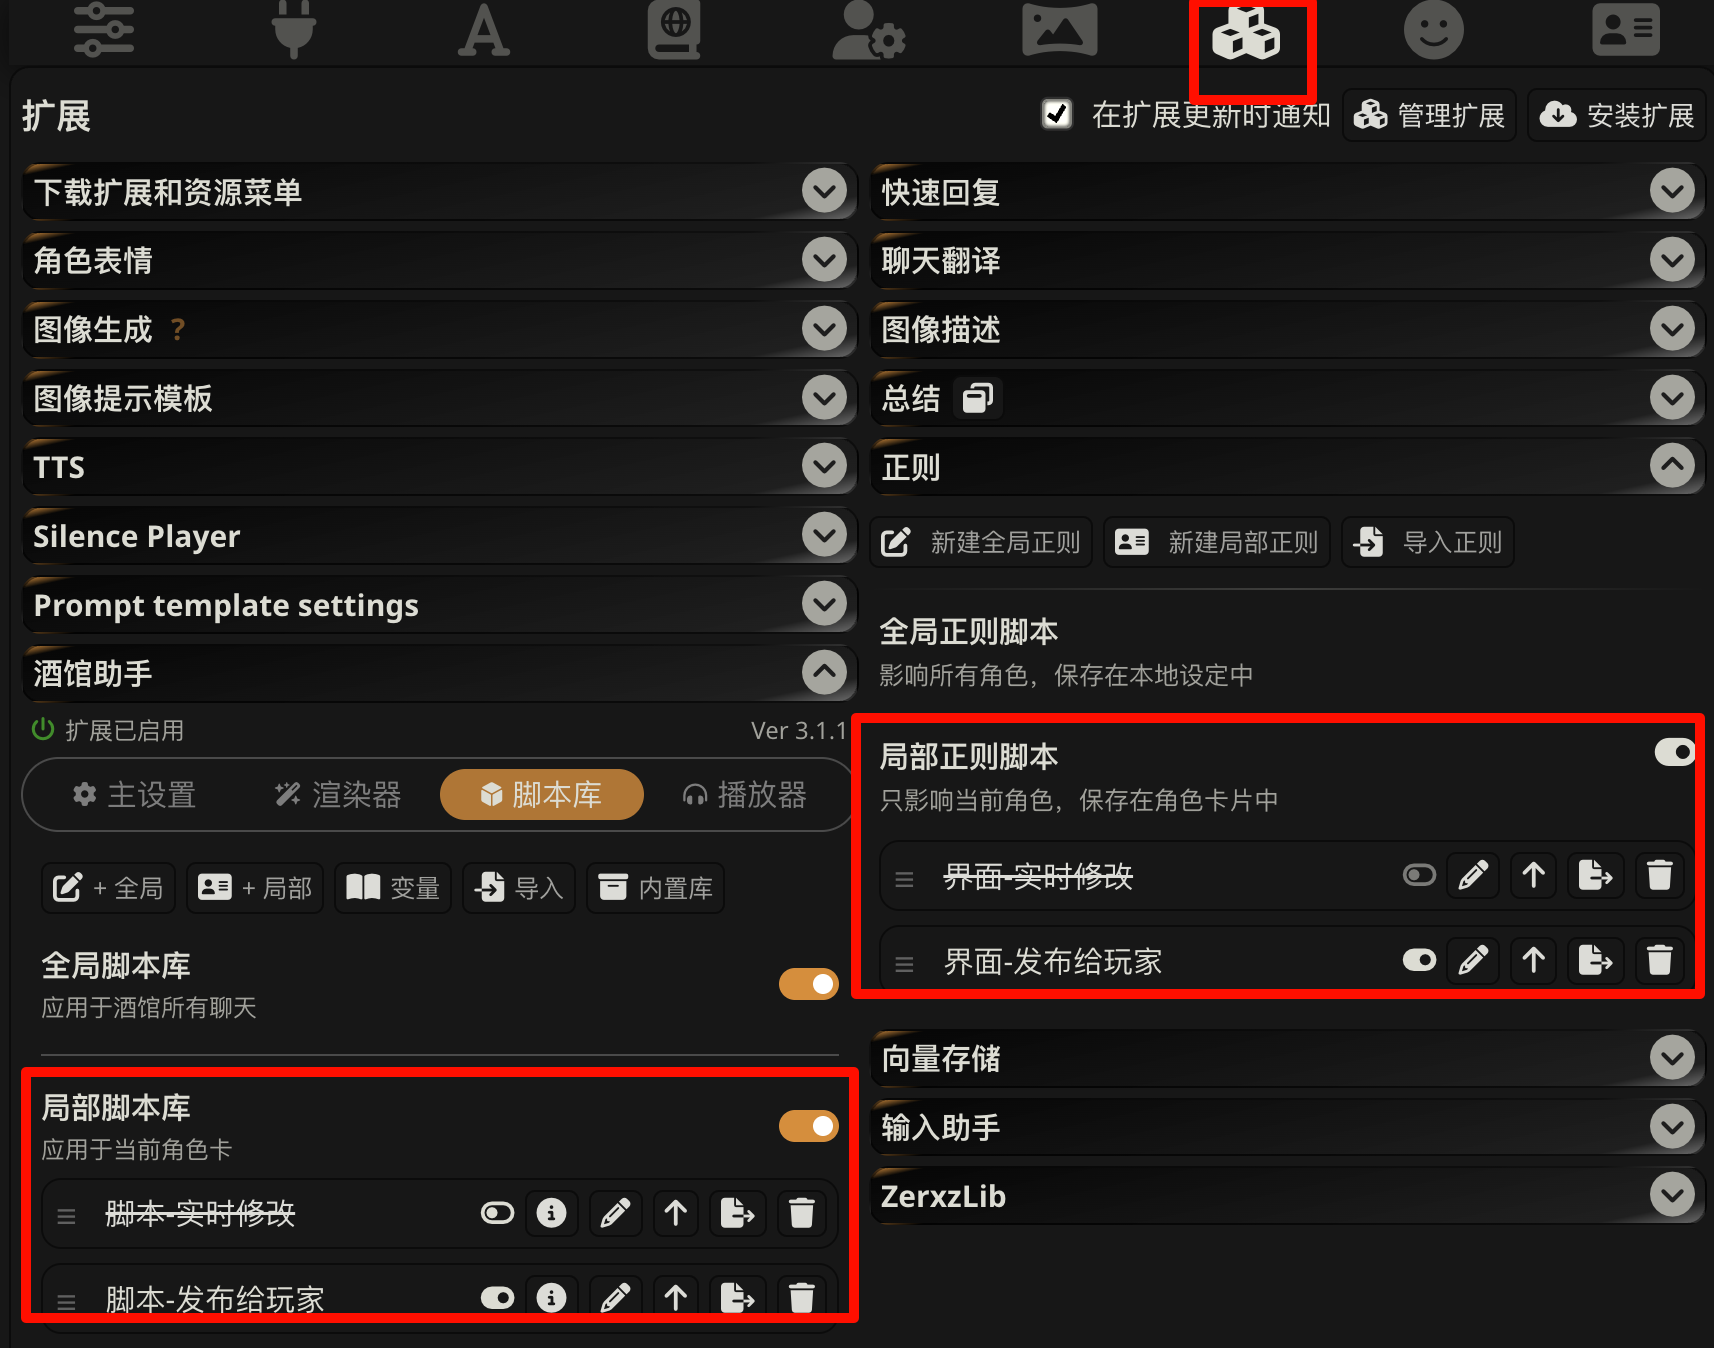 扩展
在扩展更新时通知
管理扩展
安装扩展
下载扩展和资源菜单
角色表情
图像生成 ?
图像提示模板
TTS
Silence Player
Prompt template settings
酒馆助手
扩展已启用
Ver 3.1.1
主设置
渲染器
脚本库
播放器
+ 全局
+ 局部
变量
导入
内置库
全局脚本库
应用于酒馆所有聊天
局部脚本库
应用于当前角色卡
脚本-实时修改
脚本-发布给玩家
快速回复
聊天翻译
图像描述
总结
正则
新建全局正则
新建局部正则
导入正则
全局正则脚本
影响所有角色，保存在本地设定中
局部正则脚本
只影响当前角色，保存在角色卡片中
界面-实时修改
界面-发布给玩家
向量存储
输入助手
ZerxzLib